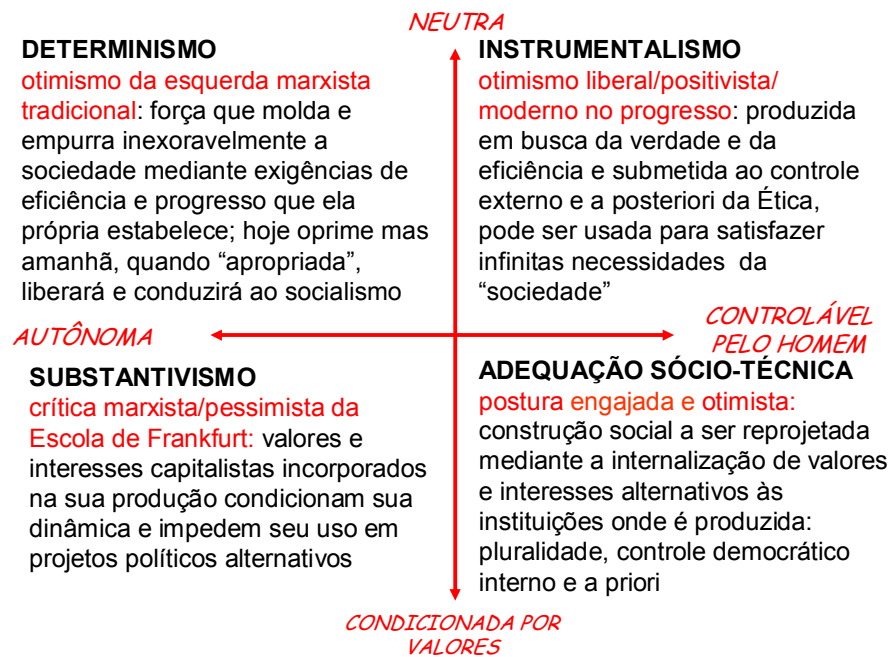 NEUTRA
DETERMINISMO
otimismo da esquerda marxista
tradicional: força que molda e
empurra inexoravelmente a
sociedade mediante exigências de
eficiência e progresso que ela
própria estabelece; hoje oprime mas
amanhã, quando “apropriada”,
liberará e conduzirá ao socialismo
INSTRUMENTALISMO
otimismo liberal/positivista/
moderno no progresso: produzida
em busca da verdade e da
eficiência e submetida ao controle
externo e a posteriori da Ética,
pode ser usada para satisfazer
infinitas necessidades da
“sociedade”
AUTÔNOMA
CONTROLÁVEL
PELO HOMEM
SUBSTANTIVISMO
crítica marxista/pessimista da
Escola de Frankfurt: valores e
interesses capitalistas incorporados
na sua produção condicionam sua
dinâmica e impedem seu uso em
projetos políticos alternativos
ADEQUAÇÃO SÓCIO-TÉCNICA
postura engajada e otimista:
construção social a ser reprojetada
mediante a internalização de valores
e interesses alternativos às
instituições onde é produzida:
pluralidade, controle democrático
interno e a priori
CONDICIONADA POR
VALORES